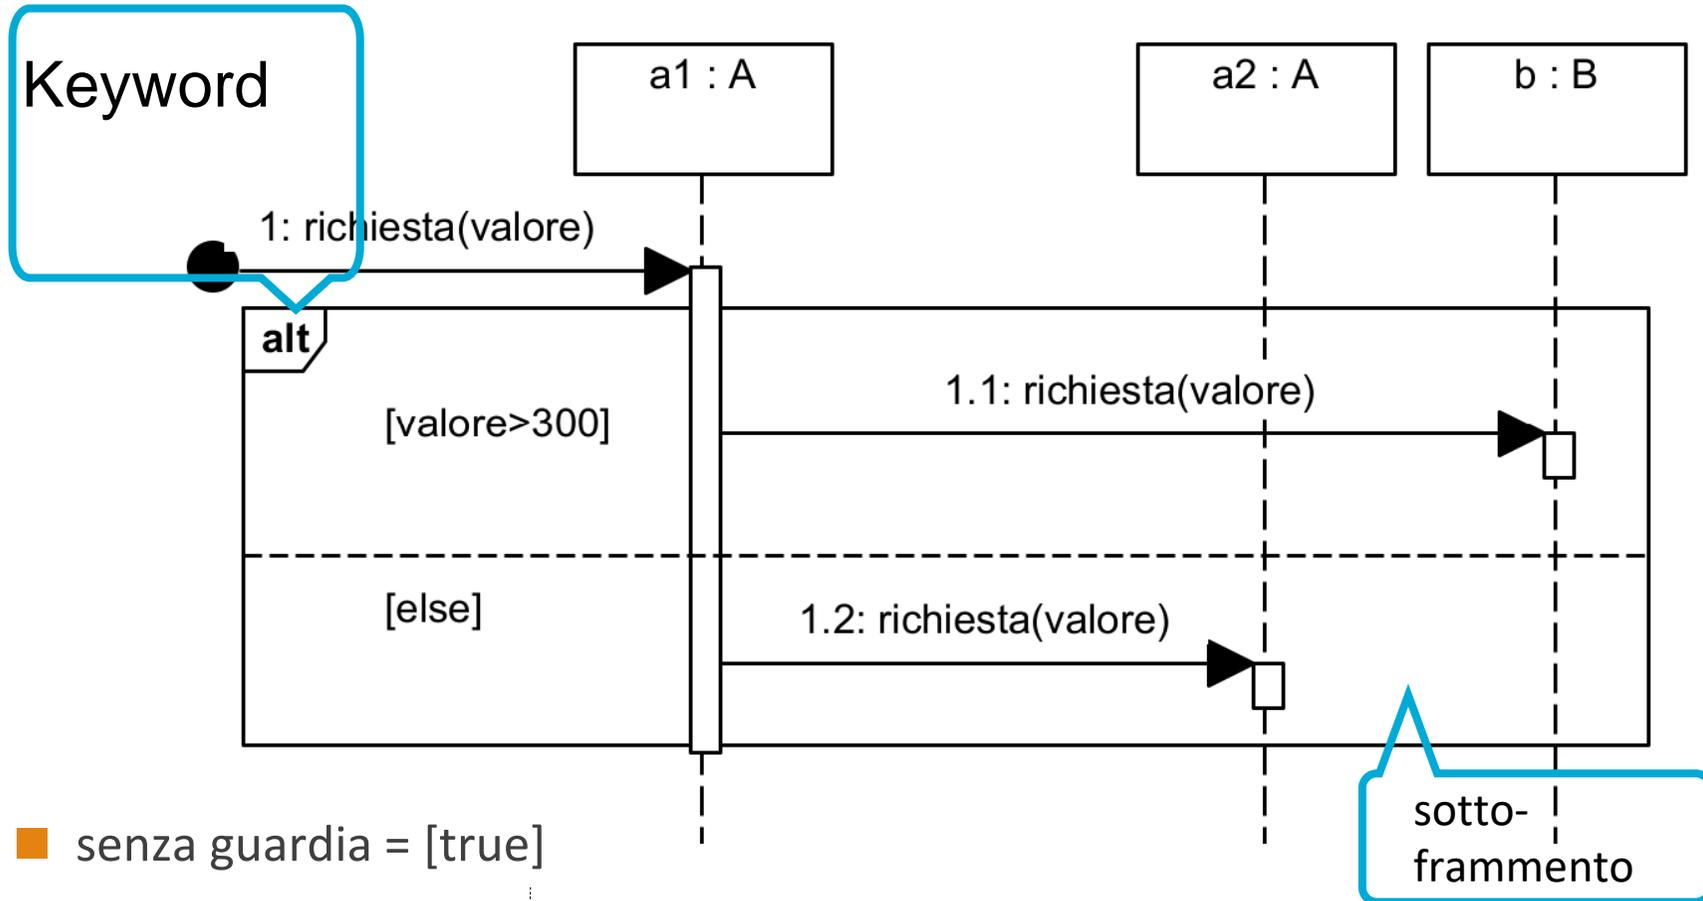 Keyword
a1 : A
a2 : A
b : B
1: richiesta(valore)
alt
1.1: richiesta(valore)
[valore>300]
[else]
1.2: richiesta(valore)
senza guardia = [true]
sotto-
frammento